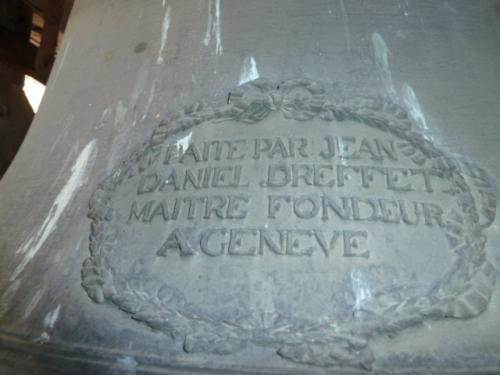 FAITE PAR JEAN
DANIEL DREFFET
MAITRE FONDEUR
A GENEVE